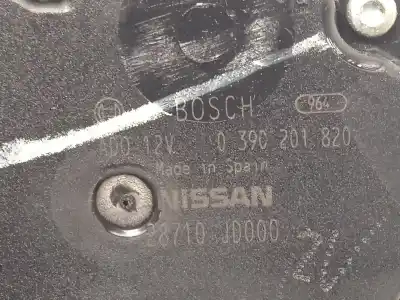 BOSCH 964
12V 0 390 201 820
Made in Spain
NISSAN
28710 JD000